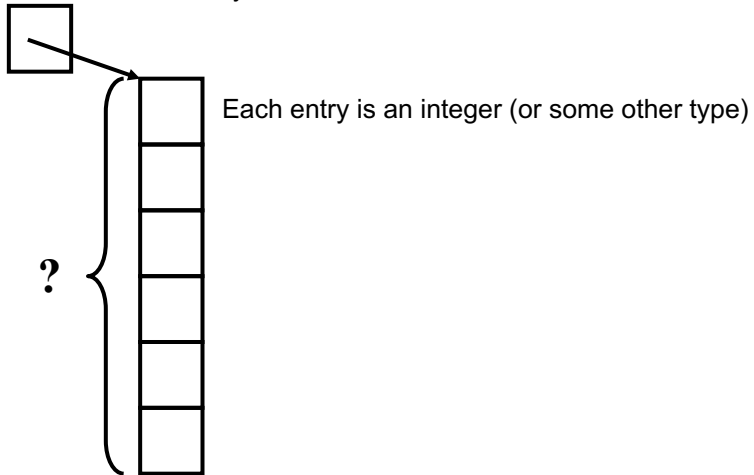 Each entry is an integer (or some other type)
?